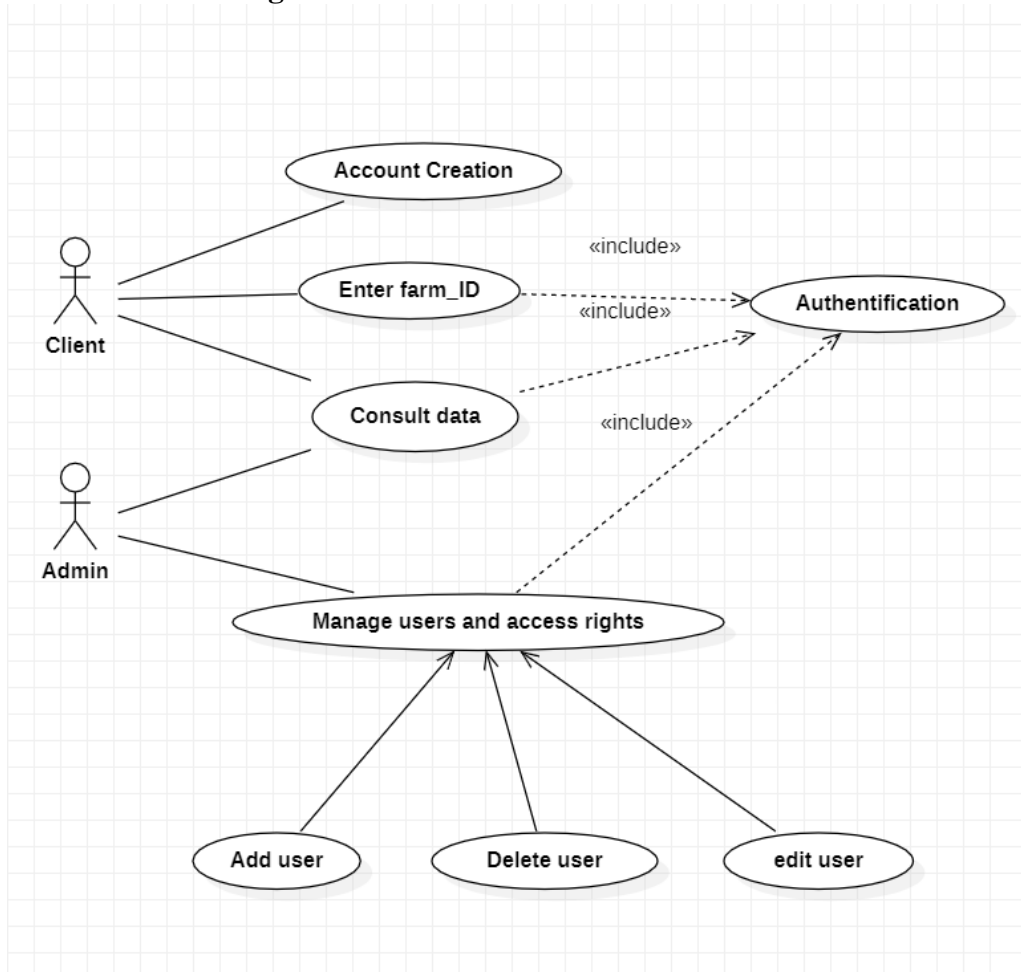 Account Creation
«include»
Enter farm_ID
Authentification
«include»
Client
Consult data
«include»
Admin
Manage users and access rights
Add user
Delete user
edit user